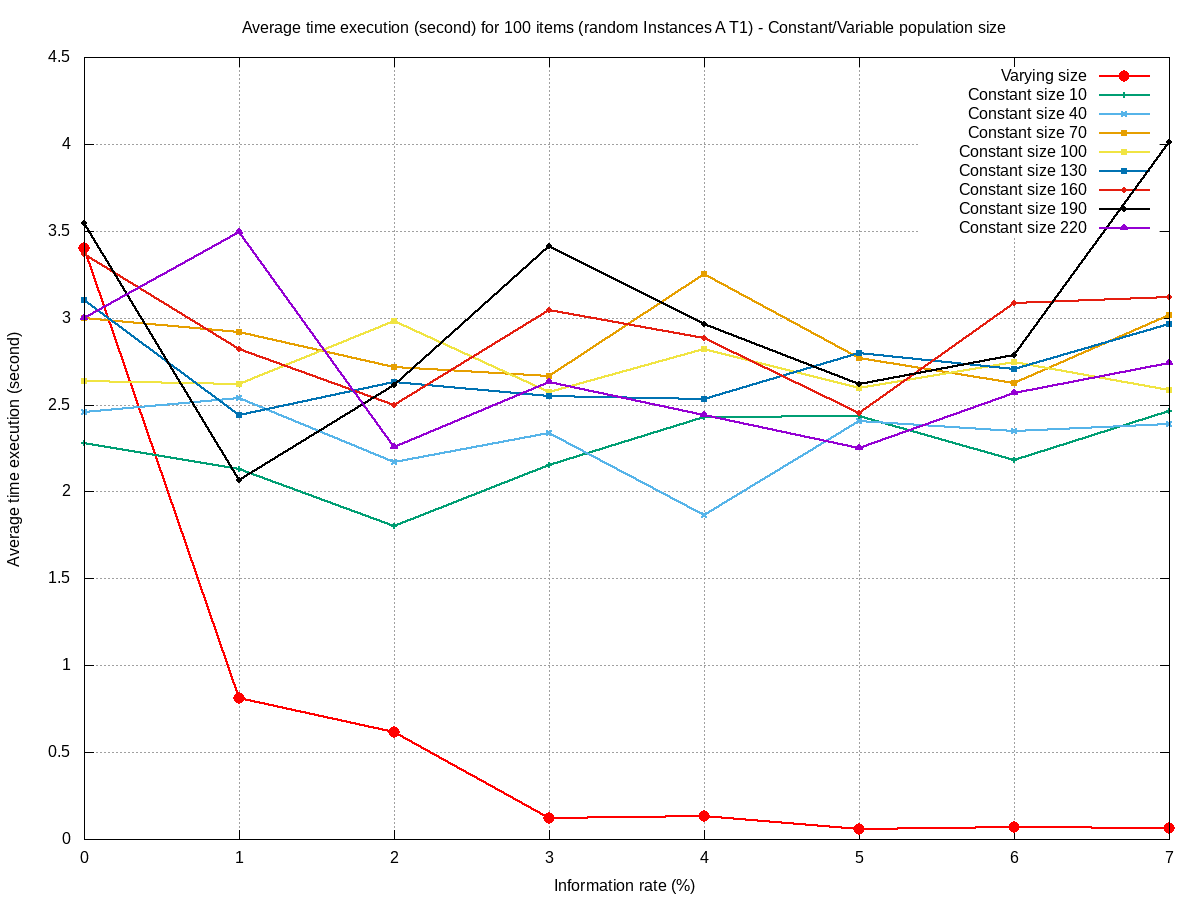 Average time execution (second) for 100 items (random Instances A T1) - Constant/Variable population size
Varying size
Constant size 10
Constant size 40
Constant size 70
Constant size 100
Constant size 130
Constant size 160
Constant size 190
Constant size 220
4.5
4
3.5
3
2.5
2
1.5
1
0.5
0
Average time execution (second)
0 1 2 3 4 5 6 7
Information rate (%)